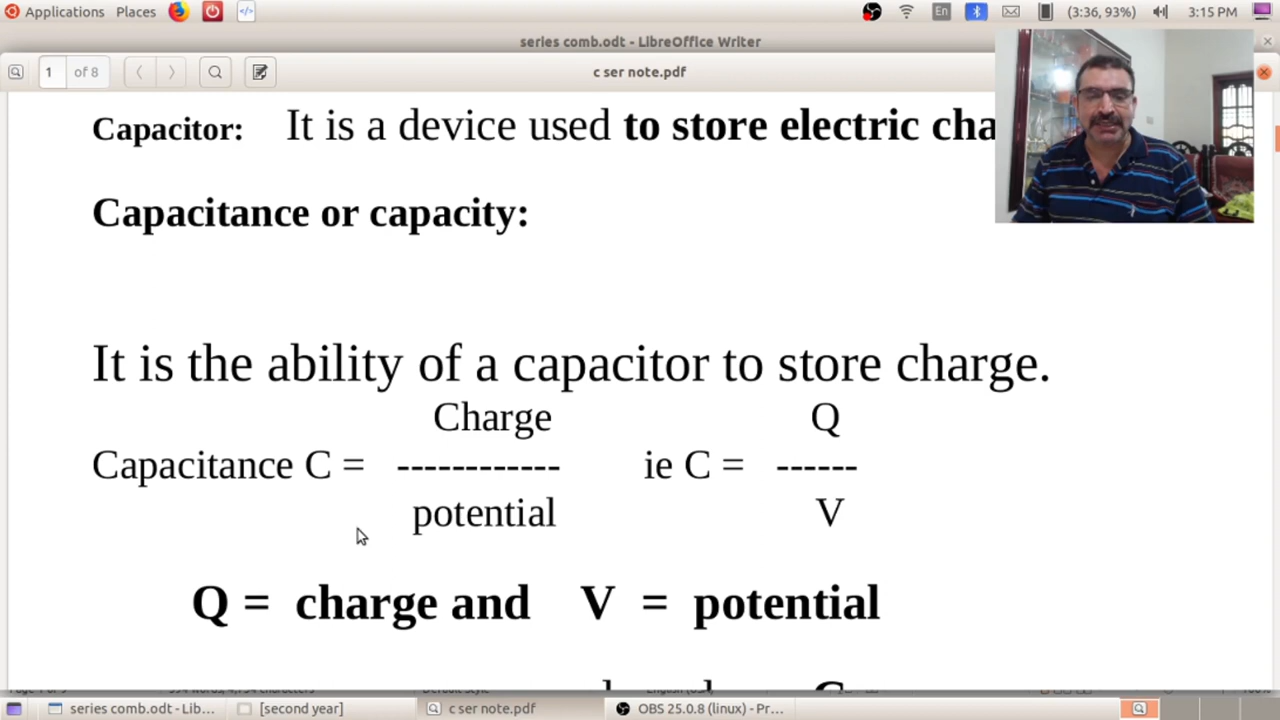 Applications Places En (3:36, 93%) 3:15 PM
series comb.odt - LibreOffice Writer
1 of 8 c ser note.pdf
Capacitor: It is a device used to store electric cha
Capacitance or capacity:
It is the ability of a capacitor to store charge.
Charge Q
Capacitance C = ------------ ie C = ------
potential V
Q = charge and V = potential
series comb.odt - Lib... [second year] c ser note.pdf OBS 25.0.8 (linux) - Pr...